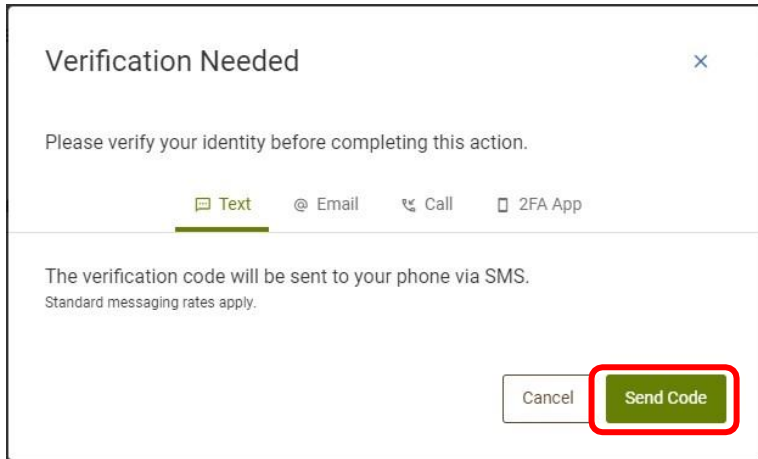 Verification Needed
Please verify your identity before completing this action.
Text @ Email Call 2FA App
The verification code will be sent to your phone via SMS.
Standard messaging rates apply.
Cancel Send Code